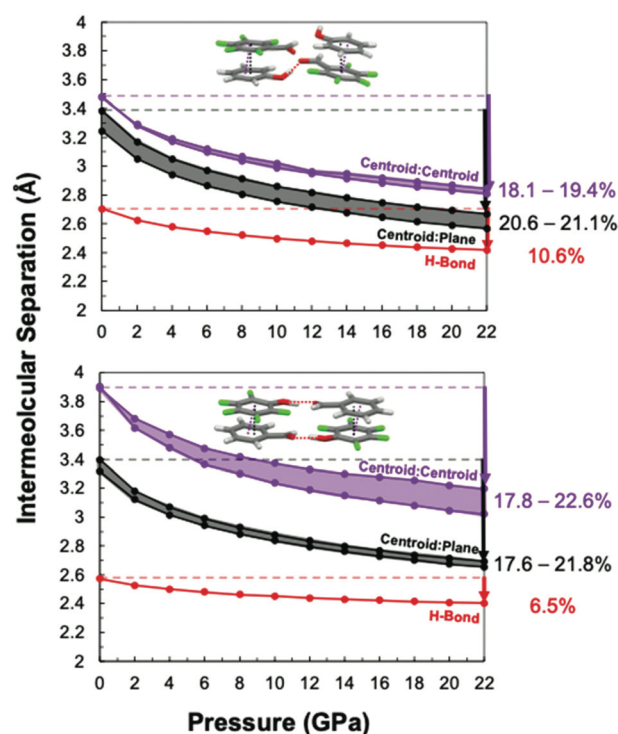 4
3.8
3.6
3.4
3.2
3
2.8
2.6
2.4
2.2
2
Centroid:Centroid
18.1 – 19.4%
20.6 – 21.1%
Centroid:Plane
10.6%
H-Bond
0 2 4 6 8 10 12 14 16 18 20 22
Intermeolcular Separation (Å)
4
3.8
3.6
3.4
3.2
3
2.8
2.6
2.4
2.2
2
Centroid:Centroid
17.8 – 22.6%
Centroid:Plane
17.6 – 21.8%
6.5%
H-Bond
0 2 4 6 8 10 12 14 16 18 20 22
Pressure (GPa)